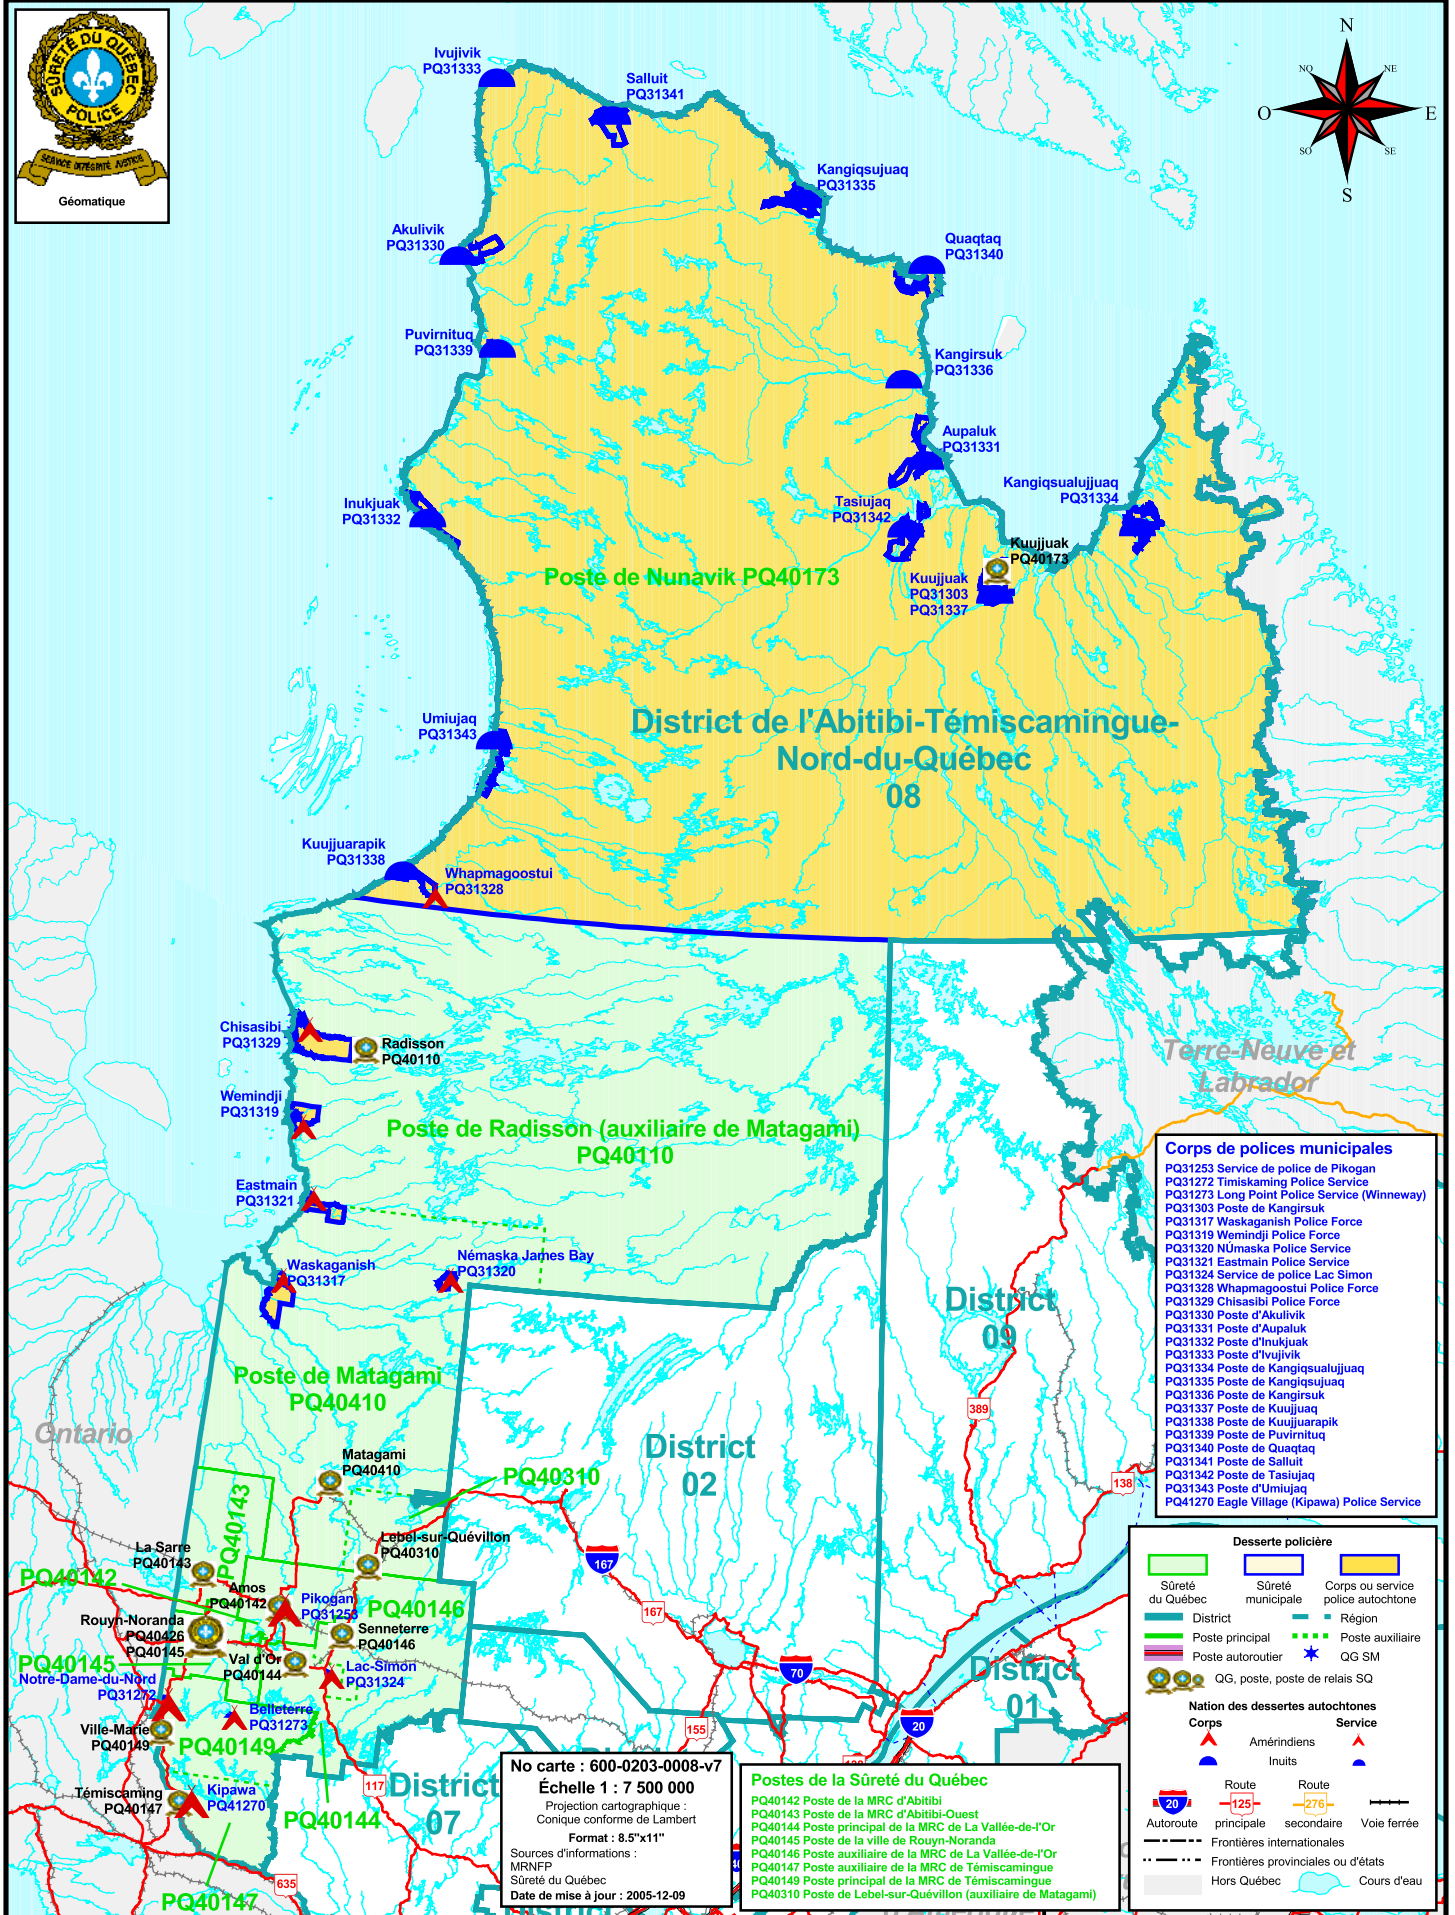 SÛRETÉ DU QUÉBEC
POLICE
SERVICE INTÉGRITÉ JUSTICE
Géomatique
N
NO
NE
O
E
SO
SE
S
Ivujivik
PQ31333
Salluit
PQ31341
Kangiqsujuaq
PQ31335
Akulivik
PQ31330
Quaqtaq
PQ31340
Puvirnituq
PQ31339
Kangirsuk
PQ31336
Aupaluk
PQ31331
Kangiqsualujjuaq
PQ31334
Inukjuak
PQ31332
Tasiujaq
PQ31342
Kuujjuak
PQ40173
Poste de Nunavik PQ40173
Kuujjuak
PQ31303
PQ31337
Umiujaq
PQ31343
District de l'Abitibi-Témiscamingue-
Nord-du-Québec
08
Kuujjuarapik
PQ31338
Whapmagoostui
PQ31328
Chisasibi
PQ31329
Radisson
PQ40110
Terre-Neuve et
Labrador
Wemindji
PQ31319
Poste de Radisson (auxiliaire de Matagami)
PQ40110
Eastmain
PQ31321
Waskaganish
PQ31317
Némaska James Bay
PQ31320
District
09
Poste de Matagami
PQ40410
389
Ontario
District
02
Matagami
PQ40410
PQ40310
138
PQ40143
Lebel-sur-Quévillon
PQ40310
La Sarre
PQ40143
167
PQ40142
Amos
PQ40142
Pikogan
PQ31253
PQ40146
167
Rouyn-Noranda
PQ40426
PQ40145
Senneterre
PQ40146
PQ40145
Val d'Or
PQ40144
70
District
01
Notre-Dame-du-Nord
PQ31272
Lac-Simon
PQ31324
Belleterre
PQ31273
20
155
Ville-Marie
PQ40149
PQ40149
Témiscaming
PQ40147
Kipawa
PQ41270
117
District
07
PQ40144
635
PQ40147
District
Corps de polices municipales
PQ31253 Service de police de Pikogan
PQ31272 Timiskaming Police Service
PQ31273 Long Point Police Service (Winneway)
PQ31303 Poste de Kangirsuk
PQ31317 Waskaganish Police Force
PQ31319 Wemindji Police Force
PQ31320 NÚmaska Police Service
PQ31321 Eastmain Police Service
PQ31324 Service de police Lac Simon
PQ31328 Whapmagoostui Police Force
PQ31329 Chisasibi Police Force
PQ31330 Poste d'Akulivik
PQ31331 Poste d'Aupaluk
PQ31332 Poste d'Inukjuak
PQ31333 Poste d'Ivujivik
PQ31334 Poste de Kangiqsualujjuaq
PQ31335 Poste de Kangiqsujuaq
PQ31336 Poste de Kangirsuk
PQ31337 Poste de Kuujjuaq
PQ31338 Poste de Kuujjuarapik
PQ31339 Poste de Puvirnituq
PQ31340 Poste de Quaqtaq
PQ31341 Poste de Salluit
PQ31342 Poste de Tasiujaq
PQ31343 Poste d'Umiujaq
PQ41270 Eagle Village (Kipawa) Police Service
Desserte policière
Sûreté
du Québec
Sûreté
municipale
Corps ou service
police autochtone
District
Région
Poste principal
Poste auxiliaire
Poste autoroutier
QG SM
QG, poste, poste de relais SQ
Nation des dessertes autochtones
Corps
Service
Amérindiens
Inuits
20
Autoroute
Route
125
principale
Route
276
secondaire
Voie ferrée
Frontières internationales
Frontières provinciales ou d'états
Hors Québec
Cours d'eau
No carte : 600-0203-0008-v7
Échelle 1 : 7 500 000
Projection cartographique :
Conique conforme de Lambert
Format : 8.5"x11"
Sources d'informations :
MRNFP
Sûreté du Québec
Date de mise à jour : 2005-12-09
Postes de la Sûreté du Québec
PQ40142 Poste de la MRC d'Abitibi
PQ40143 Poste de la MRC d'Abitibi-Ouest
PQ40144 Poste principal de la MRC de La Vallée-de-l'Or
PQ40145 Poste de la ville de Rouyn-Noranda
PQ40146 Poste auxiliaire de la MRC de La Vallée-de-l'Or
PQ40147 Poste auxiliaire de la MRC de Témiscamingue
PQ40149 Poste principal de la MRC de Témiscamingue
PQ40310 Poste de Lebel-sur-Quévillon (auxiliaire de Matagami)